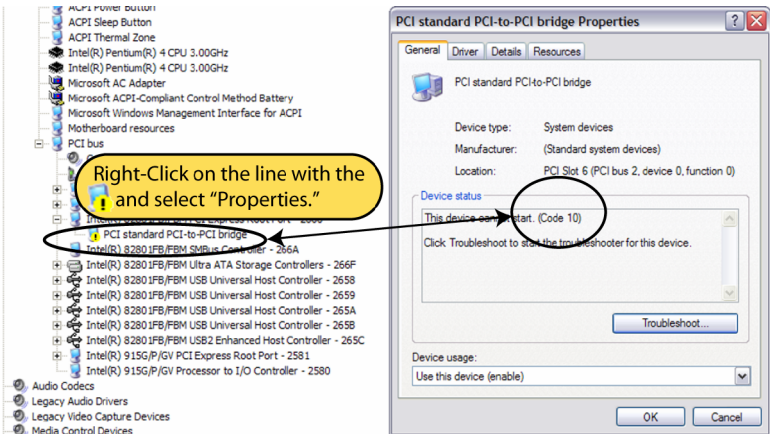 ACPI Power Button
ACPI Sleep Button
ACPI Thermal Zone
Intel(R) Pentium(R) 4 CPU 3.00GHz
Intel(R) Pentium(R) 4 CPU 3.00GHz
Microsoft AC Adapter
Microsoft ACPI-Compliant Control Method Battery
Microsoft Windows Management Interface for ACPI
Motherboard resources
PCI bus
Right-Click on the line with the
and select “Properties.”
PCI Express Root Port - 2660
PCI standard PCI-to-PCI bridge
Intel(R) 82801FB/FBM SMBus Controller - 266A
Intel(R) 82801FB/FBM Ultra ATA Storage Controllers - 266F
Intel(R) 82801FB/FBM USB Universal Host Controller - 2658
Intel(R) 82801FB/FBM USB Universal Host Controller - 2659
Intel(R) 82801FB/FBM USB Universal Host Controller - 265A
Intel(R) 82801FB/FBM USB Universal Host Controller - 265B
Intel(R) 82801FB/FBM USB2 Enhanced Host Controller - 265C
Intel(R) 915G/P/GV PCI Express Root Port - 2581
Intel(R) 915G/P/GV Processor to I/O Controller - 2580
Audio Codecs
Legacy Audio Drivers
Legacy Video Capture Devices
Media Control Devices
PCI standard PCI-to-PCI bridge Properties
General Driver Details Resources
PCI standard PCI-to-PCI bridge
Device type: System devices
Manufacturer: (Standard system devices)
Location: PCI Slot 6 (PCI bus 2, device 0, function 0)
Device status
This device cannot start. (Code 10)
Click Troubleshoot to start the troubleshooter for this device.
Troubleshoot...
Device usage:
Use this device (enable)
OK Cancel